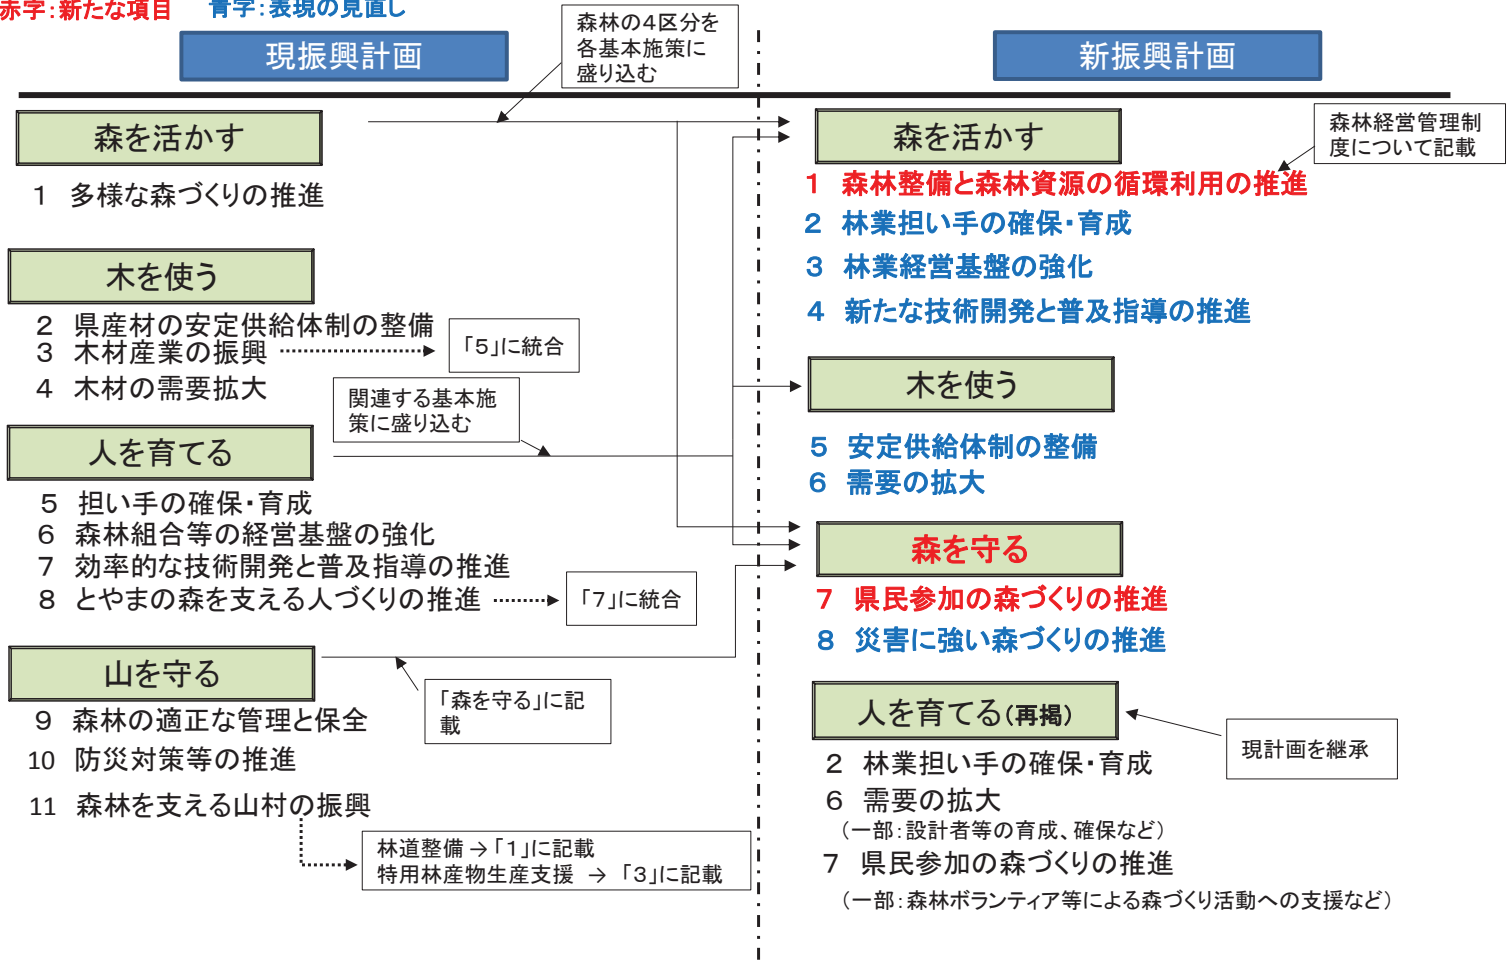 赤字：新たな項目　青字：表現の見直し
現振興計画
森林の４区分を
各基本施策に
盛り込む
新振興計画
森を活かす
１　多様な森づくりの推進
木を使う
２　県産材の安定供給体制の整備
３　木材産業の振興
「５」に統合
４　木材の需要拡大
関連する基本施
策に盛り込む
人を育てる
５　担い手の確保・育成
６　森林組合等の経営基盤の強化
７　効率的な技術開発と普及指導の推進
８　とやまの森を支える人づくりの推進
「７」に統合
山を守る
「森を守る」に記
載
９　森林の適正な管理と保全
10　防災対策等の推進
11　森林を支える山村の振興
林道整備→「１」に記載
特用林産物生産支援　→　「３」に記載
森を活かす
森林経営管理制
度について記載
１　森林整備と森林資源の循環利用の推進
２　林業担い手の確保・育成
３　林業経営基盤の強化
４　新たな技術開発と普及指導の推進
木を使う
５　安定供給体制の整備
６　需要の拡大
森を守る
７　県民参加の森づくりの推進
８　災害に強い森づくりの推進
人を育てる（再掲）
現計画を継承
２　林業担い手の確保・育成
６　需要の拡大
（一部：設計者等の育成、確保など）
７　県民参加の森づくりの推進
（一部：森林ボランティア等による森づくり活動への支援など）